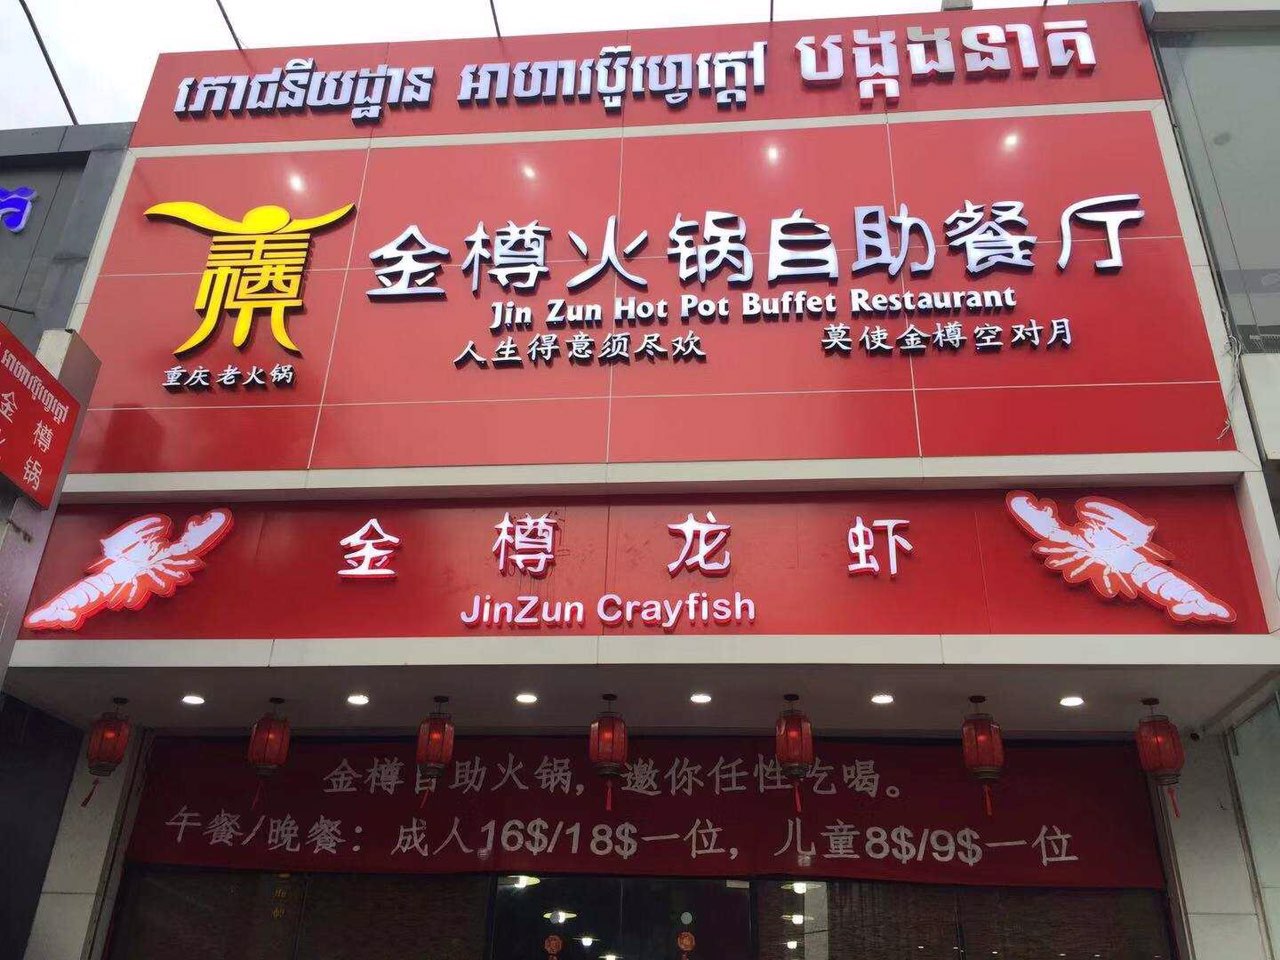 ភោជនីយដ្ឋាន អាហារប៊ូហ្វេក្តៅ បង្កងនាគ
金樽火锅自助餐厅
Jin Zun Hot Pot Buffet Restaurant
人生得意须尽欢 莫使金樽空对月
重庆老火锅
金樽
锅
金樽龙虾
JinZun Crayfish
金樽自助火锅，邀你任性吃喝。
午餐/晚餐：成人16$/18$一位，儿童8$/9$一位